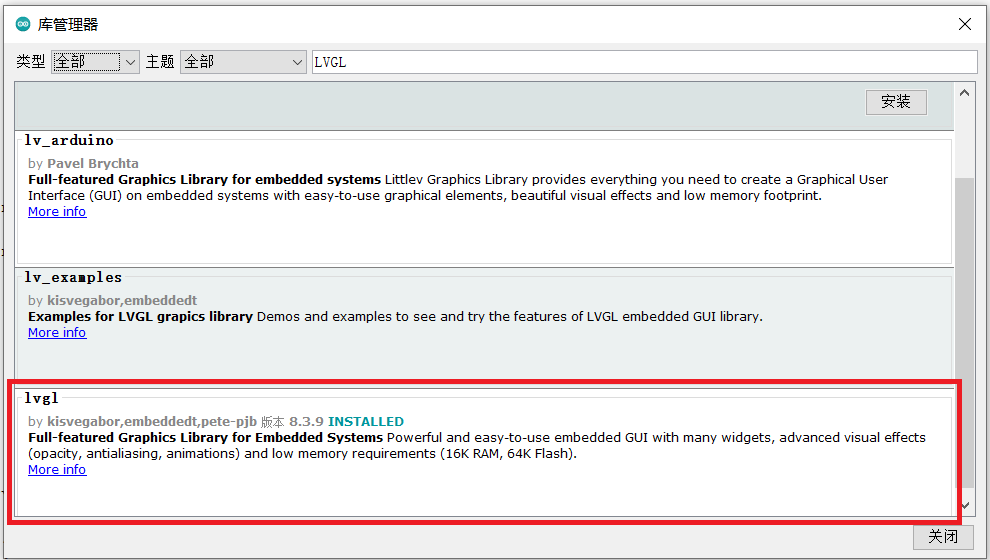 库管理器
类型 全部 主题 全部 LVGL
安装
lv_arduino
by Pavel Brychta
Full-featured Graphics Library for embedded systems Littlev Graphics Library provides everything you need to create a Graphical User
Interface (GUI) on embedded systems with easy-to-use graphical elements, beautiful visual effects and low memory footprint.
More info
lv_examples
by kisvegabor,embeddedt
Examples for LVGL grapics library Demos and examples to see and try the features of LVGL embedded GUI library.
More info
lvgl
by kisvegabor,embeddedt,pete-pjb 版本 8.3.9 INSTALLED
Full-featured Graphics Library for Embedded Systems Powerful and easy-to-use embedded GUI with many widgets, advanced visual effects
(opacity, antialiasing, animations) and low memory requirements (16K RAM, 64K Flash).
More info
关闭